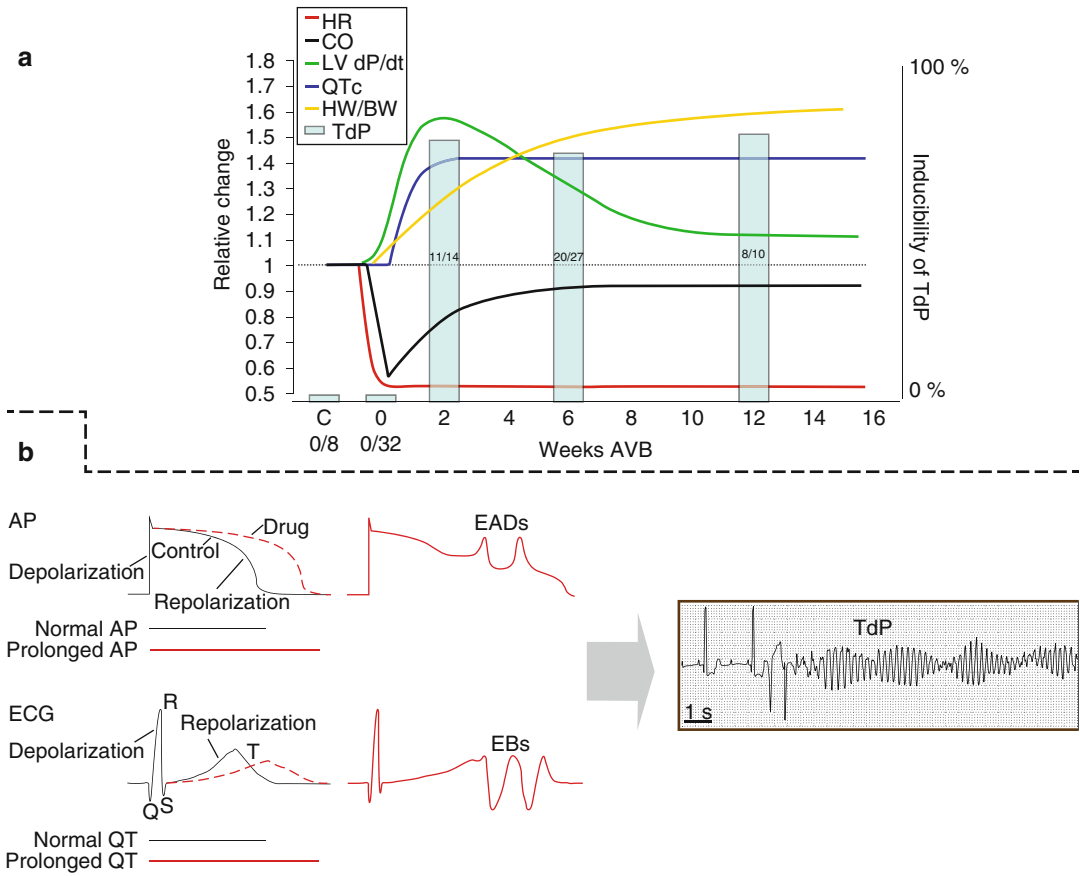 a
HR
CO
LV dP/dt
QTc
HW/BW
TdP
1.8
1.7
1.6
1.5
1.4
1.3
1.2
1.1
1
0.9
0.8
0.7
0.6
0.5
Relative change
100 %
0 %
Inducibility of TdP
11/14
20/27
8/10
C 0 2 4 6 8 10 12 14 16
0/8 0/32
Weeks AVB
b
AP
Drug
Control
Depolarization
Repolarization
Normal AP
Prolonged AP
EADs
ECG
R
Repolarization
Depolarization
T
Q S
Normal QT
Prolonged QT
EBs
TdP
1 s